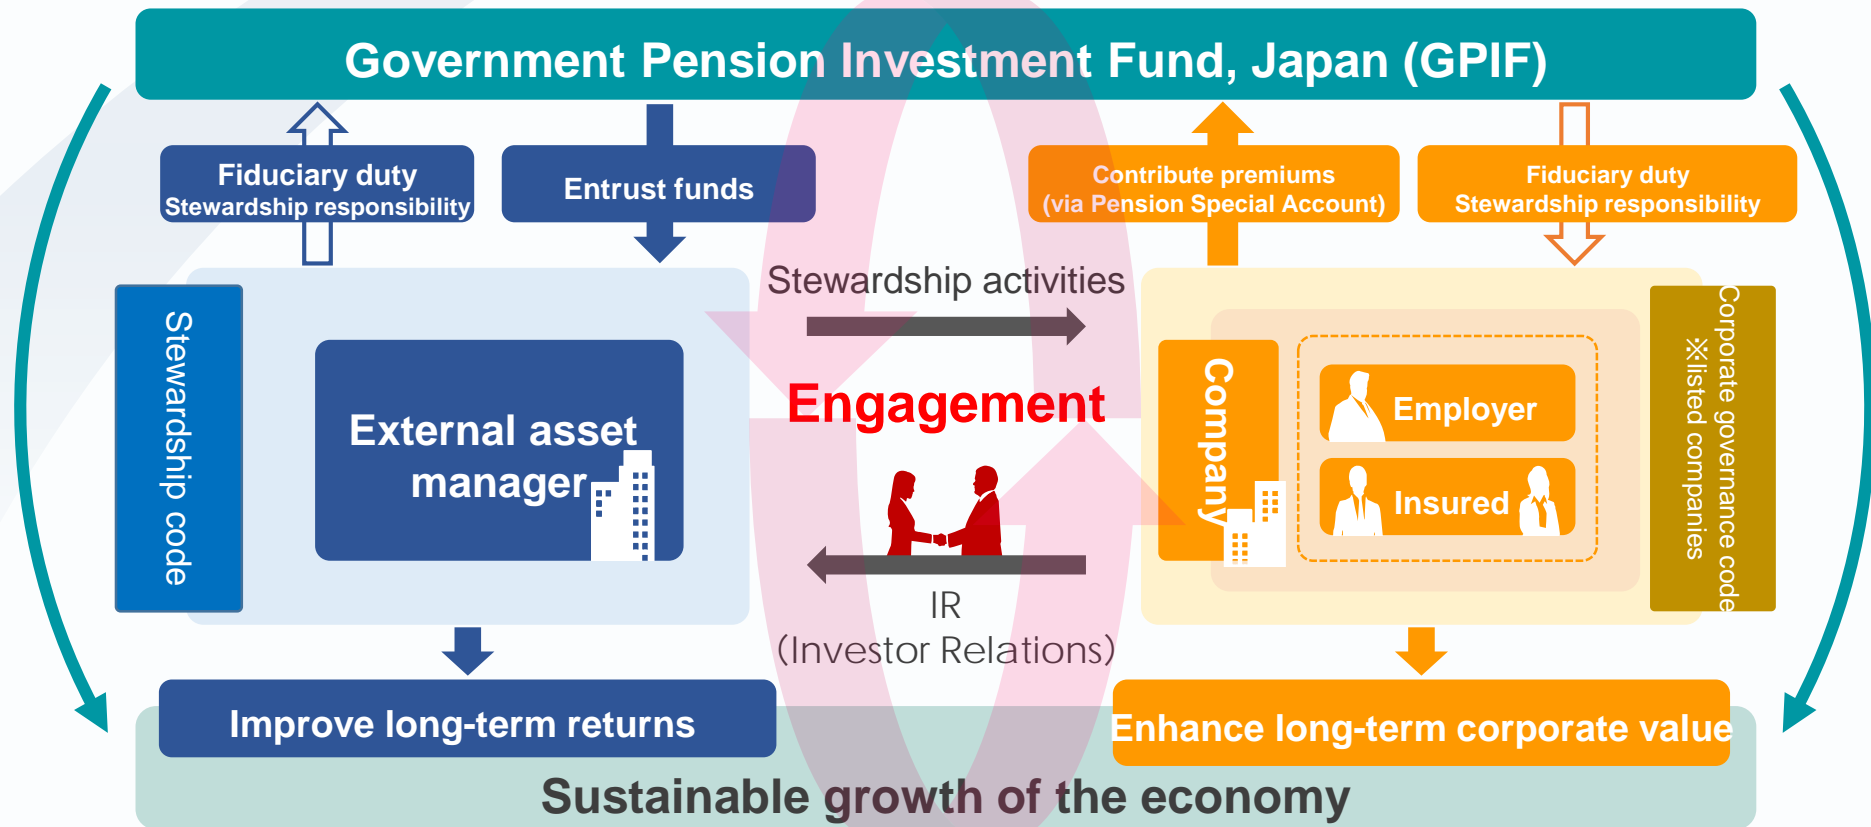 Government Pension Investment Fund, Japan (GPIF)
Fiduciary duty
Stewardship responsibility
Entrust funds
Contribute premiums
(via Pension Special Account)
Fiduciary duty
Stewardship responsibility
Stewardship code
External asset
manager
Stewardship activities
Engagement
IR
（Investor Relations）
Company
Employer
Insured
Corporate governance code
※listed companies
Improve long-term returns
Enhance long-term corporate value
Sustainable growth of the economy